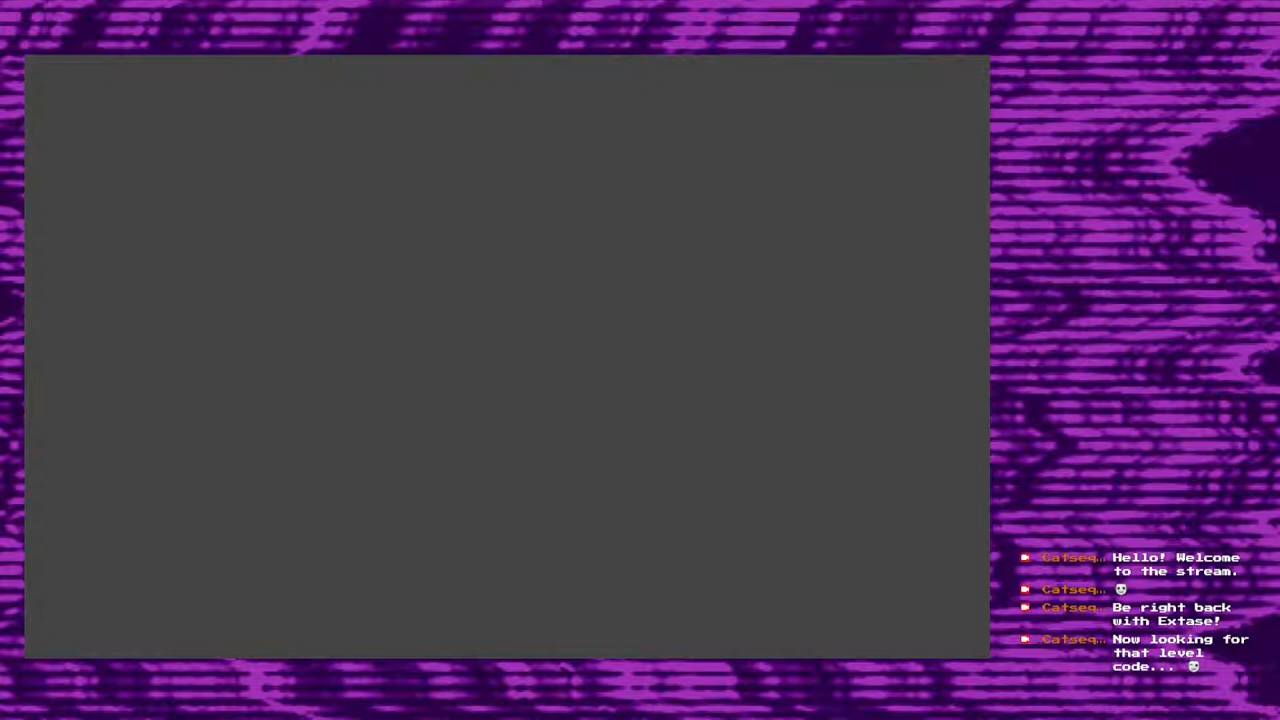 Catseq… Hello! Welcome
to the stream.
Catseq…
Catseq… Be right back
with Extase!
Catseq… Now looking for
that level
code...